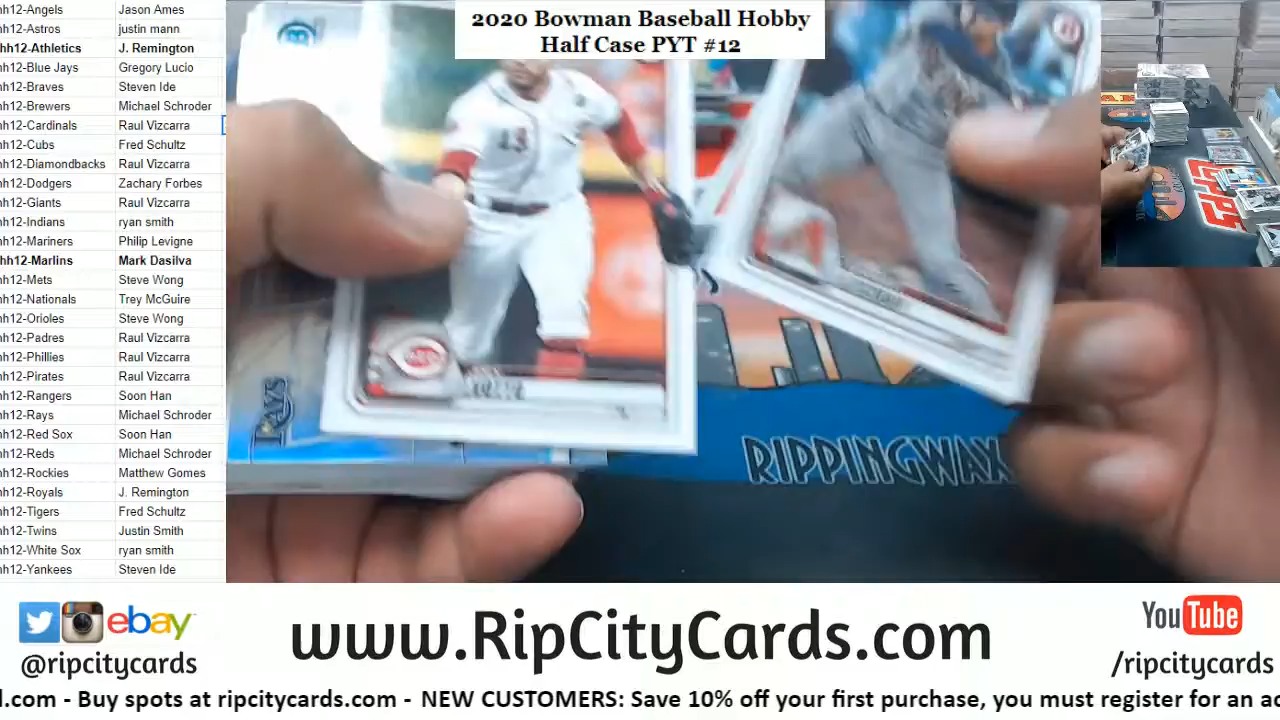 2020 Bowman Baseball Hobby
Half Case PYT #12
hh12-Angels Jason Ames
hh12-Astros justin mann
hh12-Athletics J. Remington
hh12-Blue Jays Gregory Lucio
hh12-Braves Steven Ide
hh12-Brewers Michael Schroder
hh12-Cardinals Raul Vizcarra
hh12-Cubs Fred Schultz
hh12-Diamondbacks Raul Vizcarra
hh12-Dodgers Zachary Forbes
hh12-Giants Raul Vizcarra
hh12-Indians ryan smith
hh12-Mariners Philip Levigne
hh12-Marlins Mark Dasilva
hh12-Mets Steve Wong
hh12-Nationals Trey McGuire
hh12-Orioles Steve Wong
hh12-Padres Raul Vizcarra
hh12-Phillies Raul Vizcarra
hh12-Pirates Raul Vizcarra
hh12-Rangers Soon Han
hh12-Rays Michael Schroder
hh12-Red Sox Soon Han
hh12-Reds Michael Schroder
hh12-Rockies Matthew Gomes
hh12-Royals J. Remington
hh12-Tigers Fred Schultz
hh12-Twins Justin Smith
hh12-White Sox ryan smith
hh12-Yankees Steven Ide
RAYS
REDS
RIPPINGWAX
TOPPS
ebay
@ripcitycards
www.RipCityCards.com
YouTube
/ripcitycards
l.com - Buy spots at ripcitycards.com - NEW CUSTOMERS: Save 10% off your first purchase, you must register for an ac